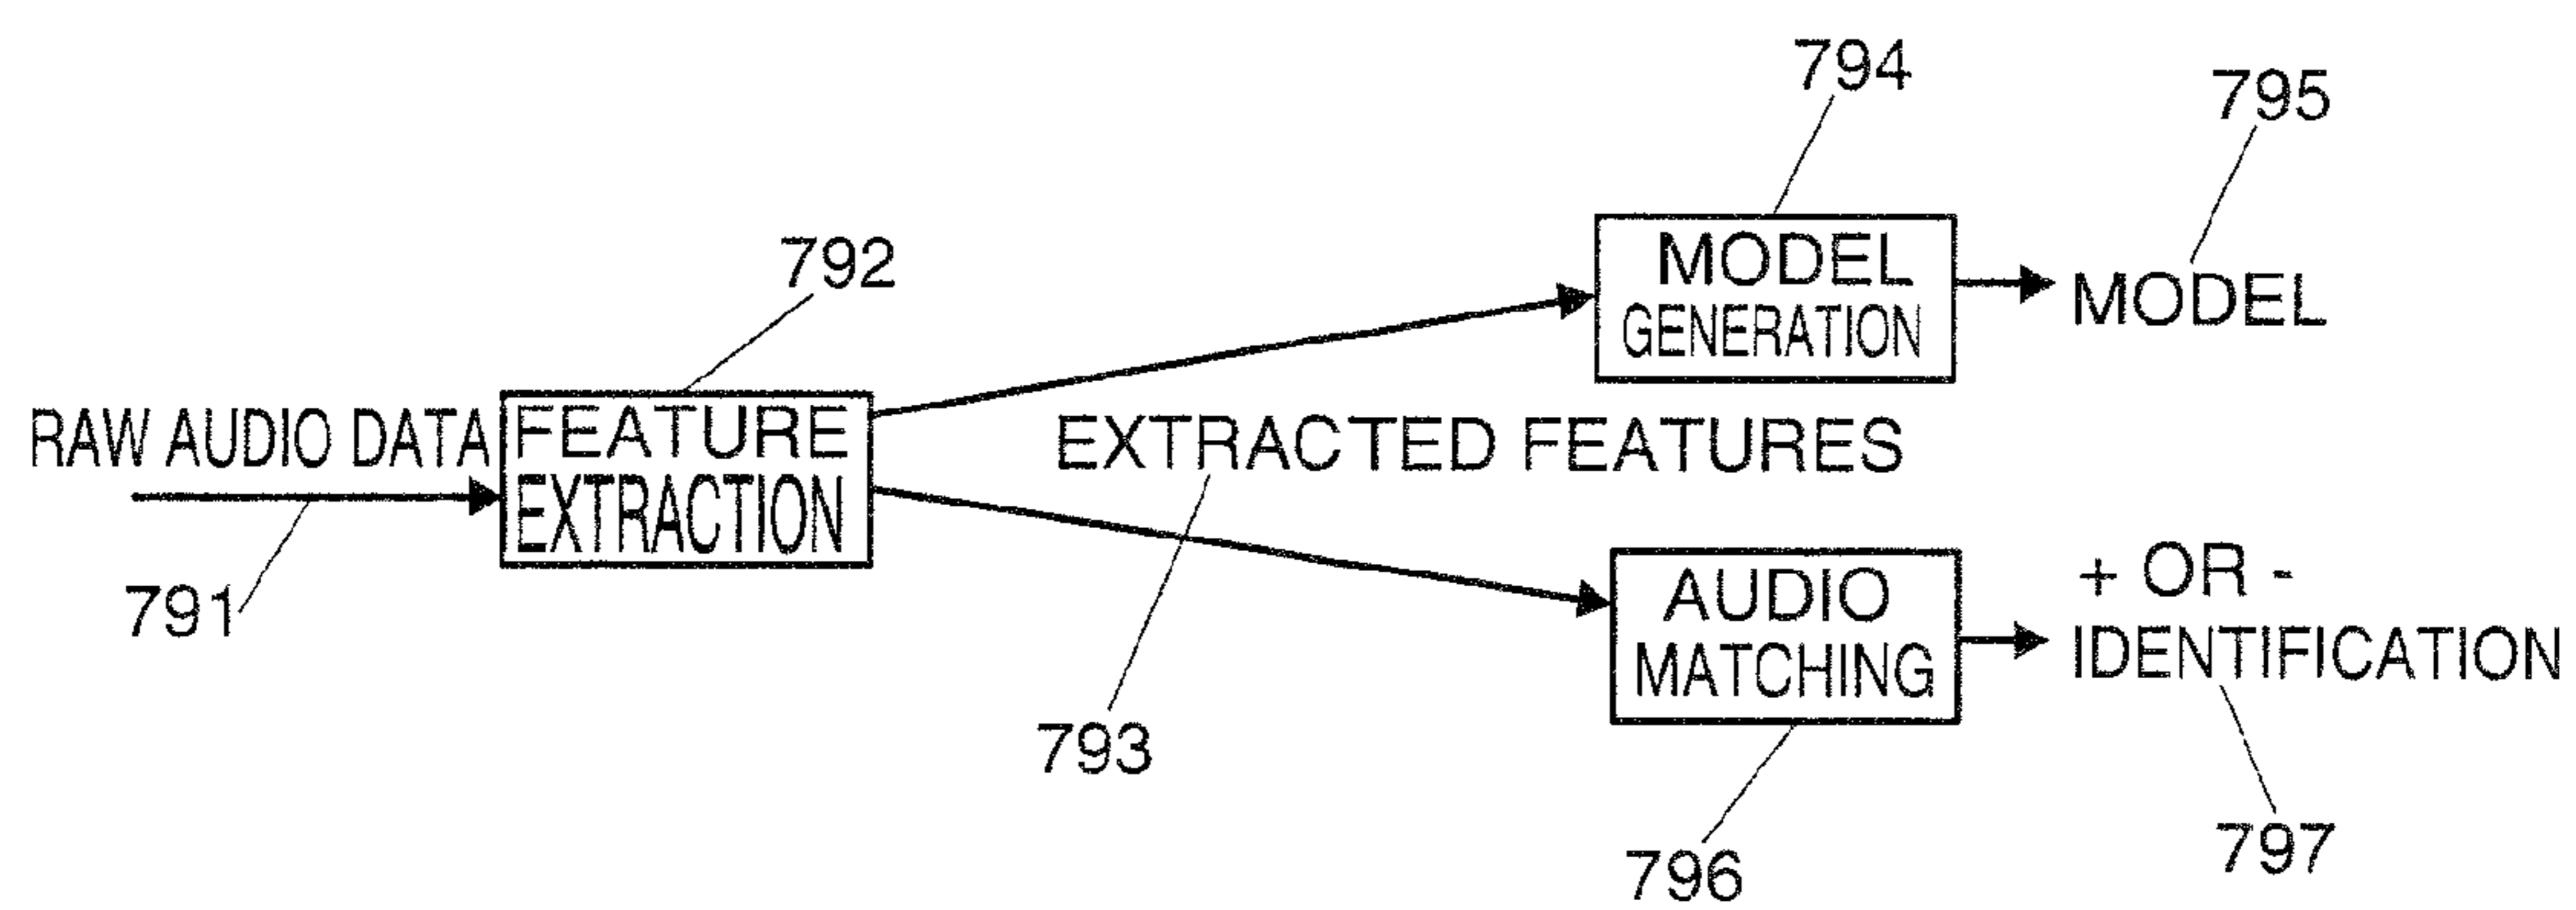 794
795
792
MODEL
GENERATION
MODEL
RAW AUDIO DATA
FEATURE
EXTRACTION
EXTRACTED FEATURES
791
793
AUDIO
MATCHING
+ OR -
IDENTIFICATION
796
797